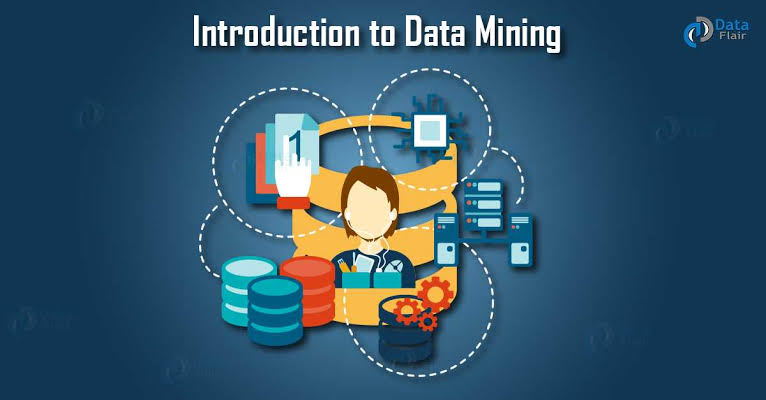 Introduction to Data Mining
Data
Flair
1